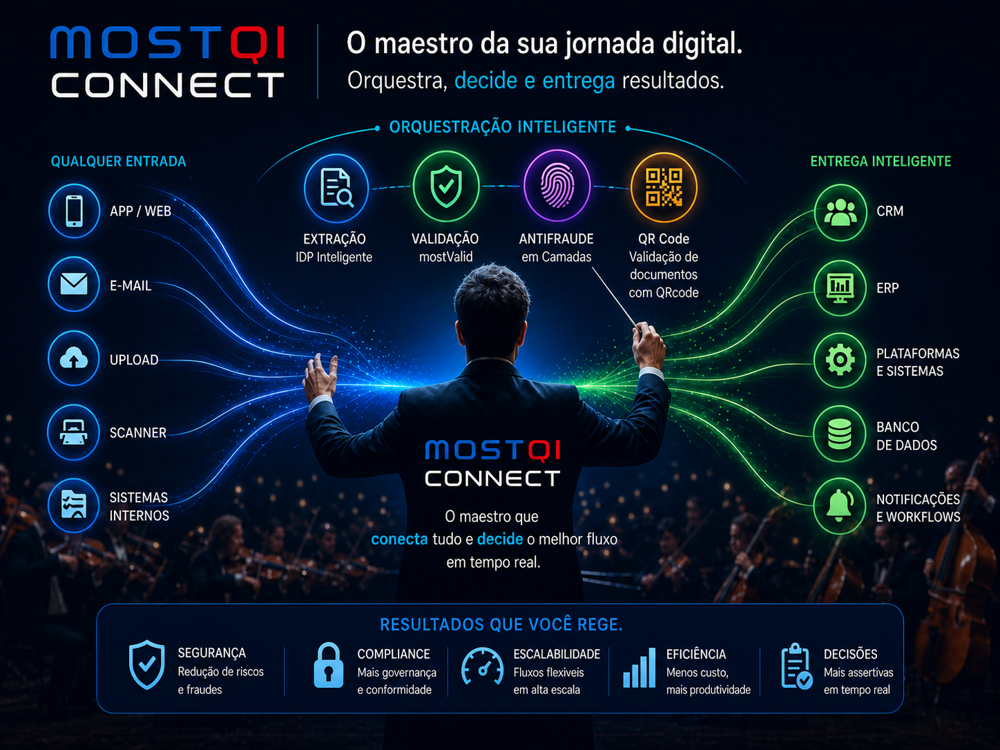 MOSTQI
CONNECT
O maestro da sua jornada digital.
Orquestra, decide e entrega resultados.
ORQUESTRAÇÃO INTELIGENTE
QUALQUER ENTRADA
APP / WEB
E-MAIL
UPLOAD
SCANNER
SISTEMAS
INTERNOS
EXTRAÇÃO
IDP Inteligente
VALIDAÇÃO
mostValid
ANTIFRAUDE
em Camadas
QR Code
Validação de
documentos
com QRcode
ENTREGA INTELIGENTE
CRM
ERP
PLATAFORMAS
E SISTEMAS
BANCO
DE DADOS
NOTIFICAÇÕES
E WORKFLOWS
MOSTQI
CONNECT
O maestro que
conecta tudo e decide o melhor fluxo
em tempo real.
RESULTADOS QUE VOCÊ REGE.
SEGURANÇA
Redução de riscos
e fraudes
COMPLIANCE
Mais governança
e conformidade
ESCALABILIDADE
Fluxos flexiveis
em alta escala
EFICIÊNCIA
Menos custo,
mais produtividade
DECISÕES
Mais assertivas
em tempo real